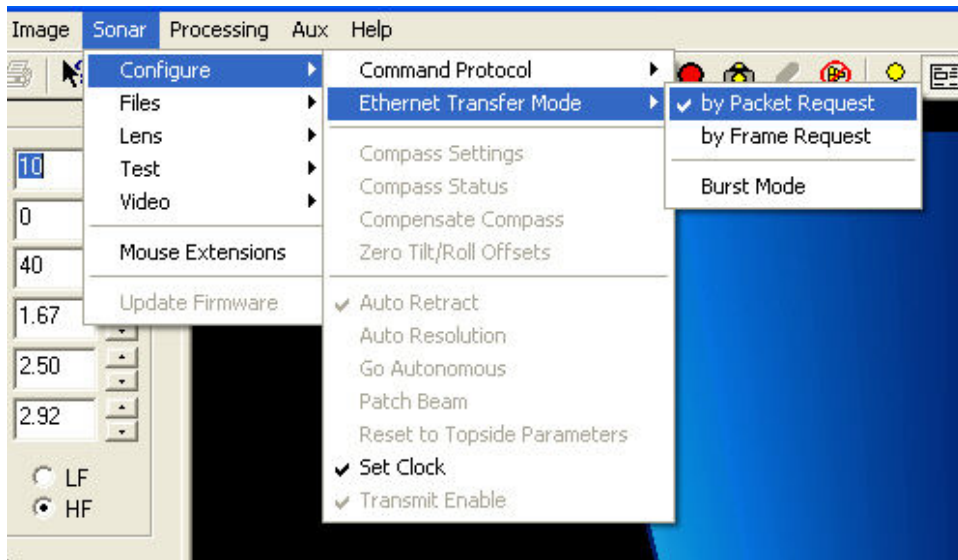 Image Sonar Processing Aux Help
Configure
Files
Lens
Test
Video
Mouse Extensions
Update Firmware
Command Protocol
Ethernet Transfer Mode
Compass Settings
Compass Status
Compensate Compass
Zero Tilt/Roll Offsets
Auto Retract
Auto Resolution
Go Autonomous
Patch Beam
Reset to Topside Parameters
Set Clock
Transmit Enable
by Packet Request
by Frame Request
Burst Mode
10
0
40
1.67
2.50
2.92
LF
HF